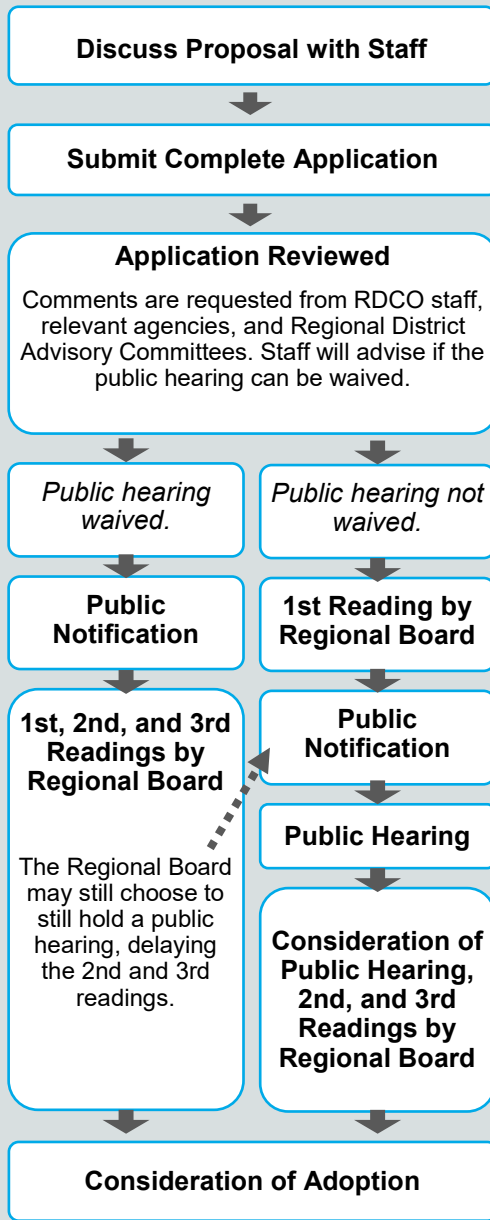 Discuss Proposal with Staff
Submit Complete Application
Application Reviewed
Comments are requested from RDCO staff,
relevant agencies, and Regional District
Advisory Committees. Staff will advise if the
public hearing can be waived.
Public hearing
waived.
Public
Notification
1st, 2nd, and 3rd
Readings by
Regional Board
The Regional Board
may still choose to
still hold a public
hearing, delaying
the 2nd and 3rd
readings.
Public hearing not
waived.
1st Reading by
Regional Board
Public
Notification
Public Hearing
Consideration of
Public Hearing,
2nd, and 3rd
Readings by
Regional Board
Consideration of Adoption